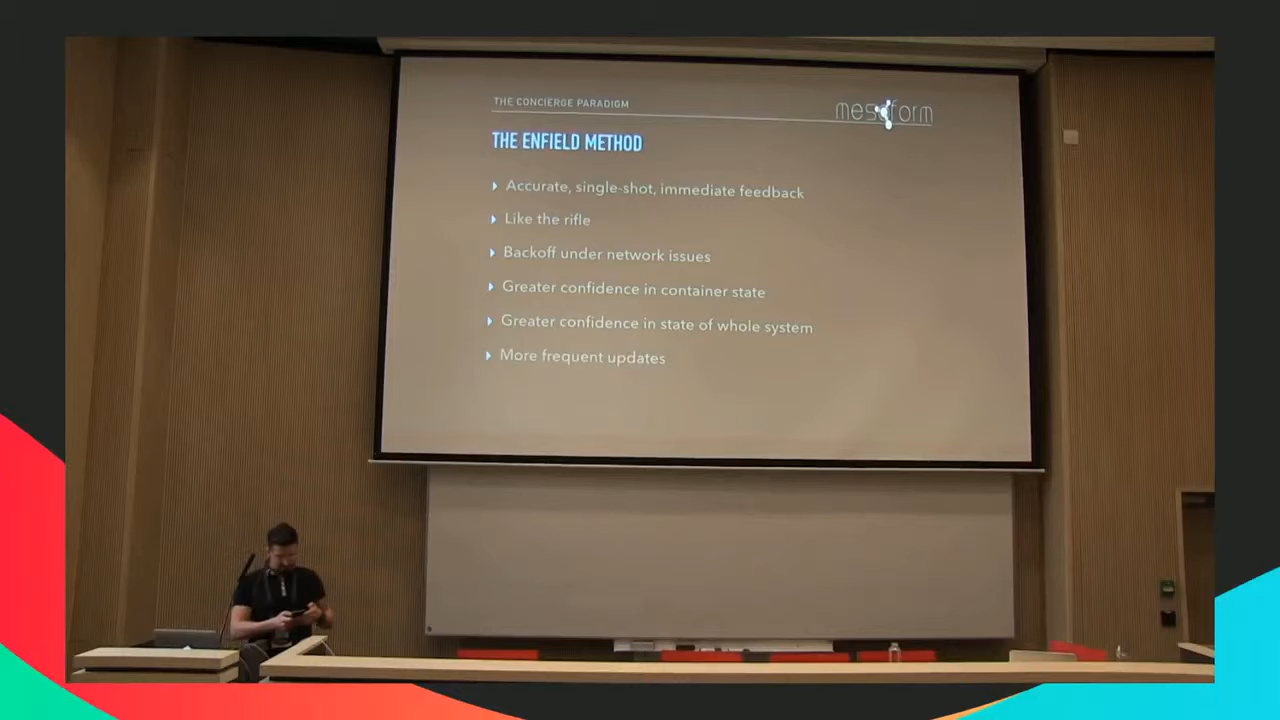 THE CONCIERGE PARADIGM
mesoform
THE ENFIELD METHOD
Accurate, single-shot, immediate feedback
Like the rifle
Backoff under network issues
Greater confidence in container state
Greater confidence in state of whole system
More frequent updates